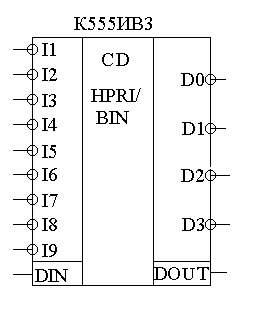 К555ИВ3
I1
I2
I3
I4
I5
I6
I7
I8
I9
DIN
CD
HPRI/
BIN
D0
D1
D2
D3
DOUT